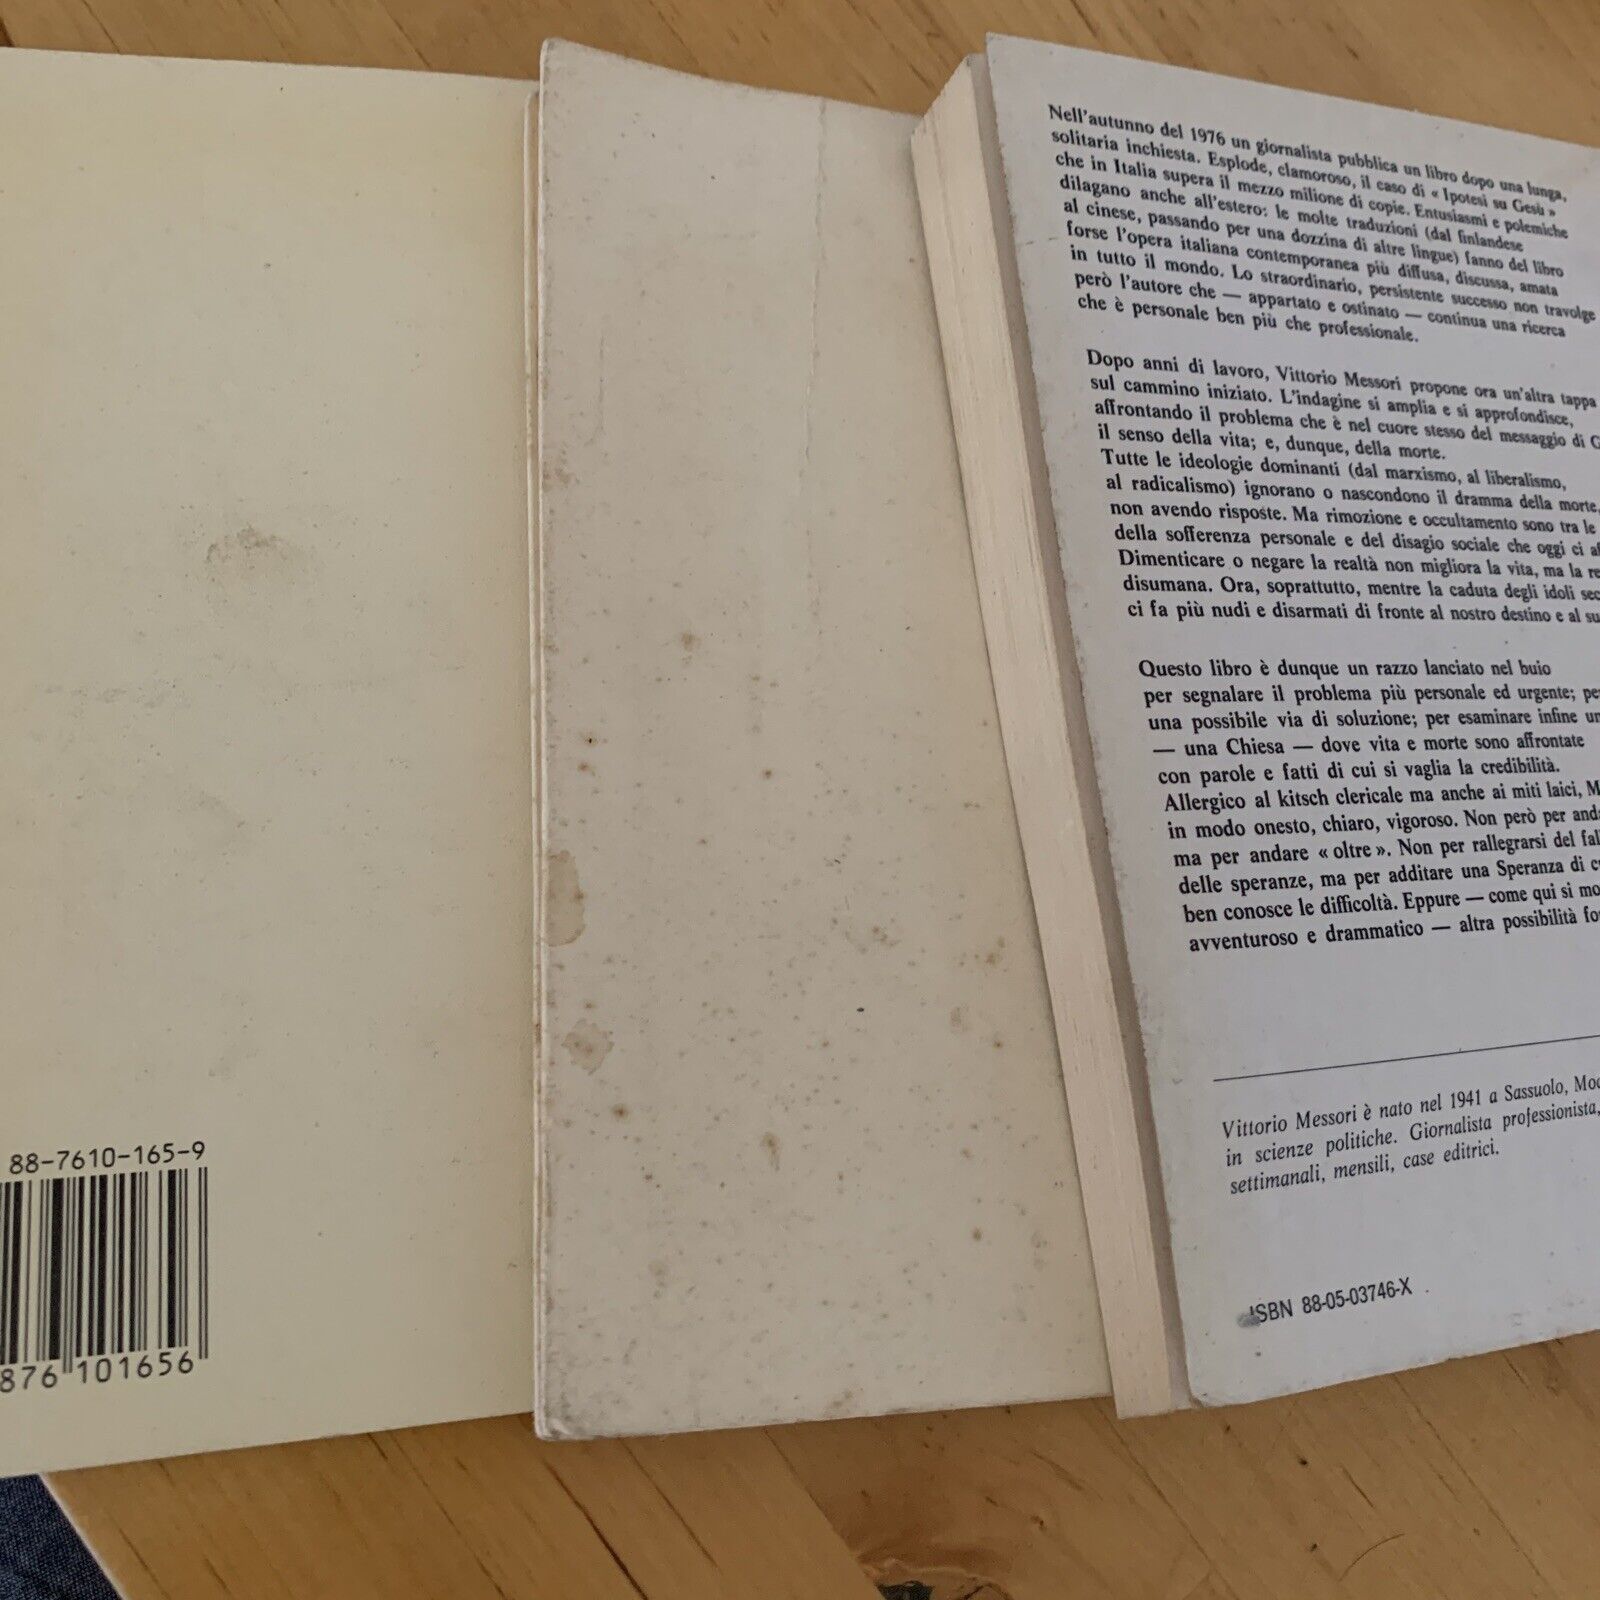 88-7610-165-9
876 101656
Nell'autunno del 1976 un giornalista pubblica un libro dopo una lunga,
solitaria inchiesta. Esplode, clamoroso, il caso di « Ipotesi su Gesù »
che in Italia supera il mezzo milione di copie. Entusiasmi e polemiche
dilagano anche all'estero: le molte traduzioni (dal finlandese
al cinese, passando per una dozzina di altre lingue) fanno del libro
forse l'opera italiana contemporanea più diffusa, discussa, amata
in tutto il mondo. Lo straordinario, persistente successo non travolge
però l'autore che — appartato e ostinato — continua una ricerca
che è personale ben più che professionale.
Dopo anni di lavoro, Vittorio Messori propone ora un'altra tappa
sul cammino iniziato. L'indagine si amplia e si approfondisce,
affrontando il problema che è nel cuore stesso del messaggio di G
il senso della vita; e, dunque, della morte.
Tutte le ideologie dominanti (dal marxismo, al liberalismo,
al radicalismo) ignorano o nascondono il dramma della morte,
non avendo risposte. Ma rimozione e occultamento sono tra le
della sofferenza personale e del disagio sociale che oggi ci af
Dimenticare o negare la realtà non migliora la vita, ma la re
disumana. Ora, soprattutto, mentre la caduta degli idoli sec
ci fa più nudi e disarmati di fronte al nostro destino e al su
Questo libro è dunque un razzo lanciato nel buio
per segnalare il problema più personale ed urgente; pe
una possibile via di soluzione; per esaminare infine un
— una Chiesa — dove vita e morte sono affrontate
con parole e fatti di cui si vaglia la credibilità.
Allergico al kitsch clericale ma anche ai miti laici, M
in modo onesto, chiaro, vigoroso. Non però per anda
ma per andare « oltre ». Non per rallegrarsi del fal
delle speranze, ma per additare una Speranza di c
ben conosce le difficoltà. Eppure — come qui si mo
avventuroso e drammatico — altra possibilità fo
Vittorio Messori è nato nel 1941 a Sassuolo, Mod
in scienze politiche. Giornalista professionista,
settimanali, mensili, case editrici.
ISBN 88-05-03746-X